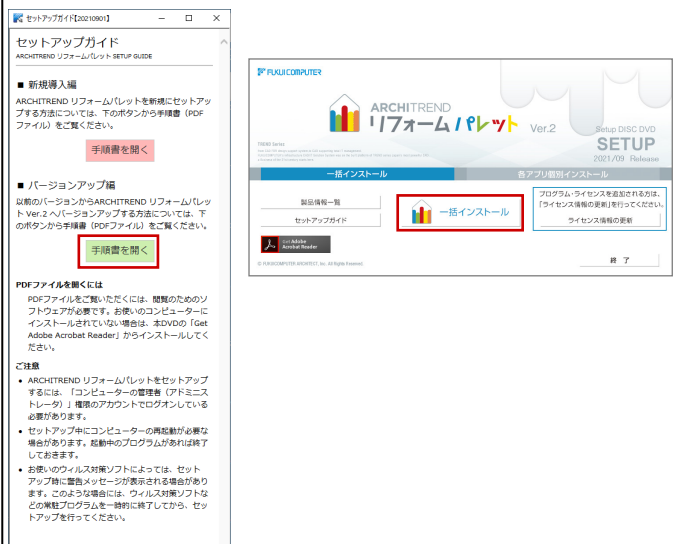 セットアップガイド【20210901】
セットアップガイド
ARCHITREND リフォームパレット SETUP GUIDE
■ 新規導入編
ARCHITREND リフォームパレットを新規にセットアッ
プする方法については、下のボタンから手順書（PDF
ファイル）をご覧ください。
手順書を開く
■ バージョンアップ編
以前のバージョンからARCHITREND リフォームパレッ
ト Ver.2 へバージョンアップする方法については、下
のボタンから手順書（PDFファイル）をご覧ください。
手順書を開く
PDFファイルを開くには
PDFファイルをご覧いただくには、閲覧のためのソ
フトウェアが必要です。お使いのコンピューターに
インストールされていない場合は、本DVDの「Get
Adobe Acrobat Reader」からインストールしてく
ださい。
ご注意
• ARCHITREND リフォームパレットをセットアップ
するには、「コンピューターの管理者（アドミニス
トレータ）」権限のアカウントでログオンしている
必要があります。
• セットアップ中にコンピューターの再起動が必要な
場合があります。起動中のプログラムがあれば終了
しておきます。
• お使いのウィルス対策ソフトによっては、セット
アップ時に警告メッセージが表示される場合があり
ます。このような場合には、ウィルス対策ソフトな
どの常駐プログラムを一時的に終了してから、セッ
トアップを行ってください。
FUKUI COMPUTER
ARCHITREND
リフォームパレット Ver.2
Setup DISC DVD
SETUP
2021/09 Release
一括インストール
各アプリ個別インストール
製品情報一覧
セットアップガイド
一括インストール
プログラム・ライセンスを追加される方は、
「ライセンス情報の更新」を行ってください。
ライセンス情報の更新
Get Adobe
Acrobat Reader
© FUKUI COMPUTER ARCHITECT, Inc. All Rights Reserved.
終 了